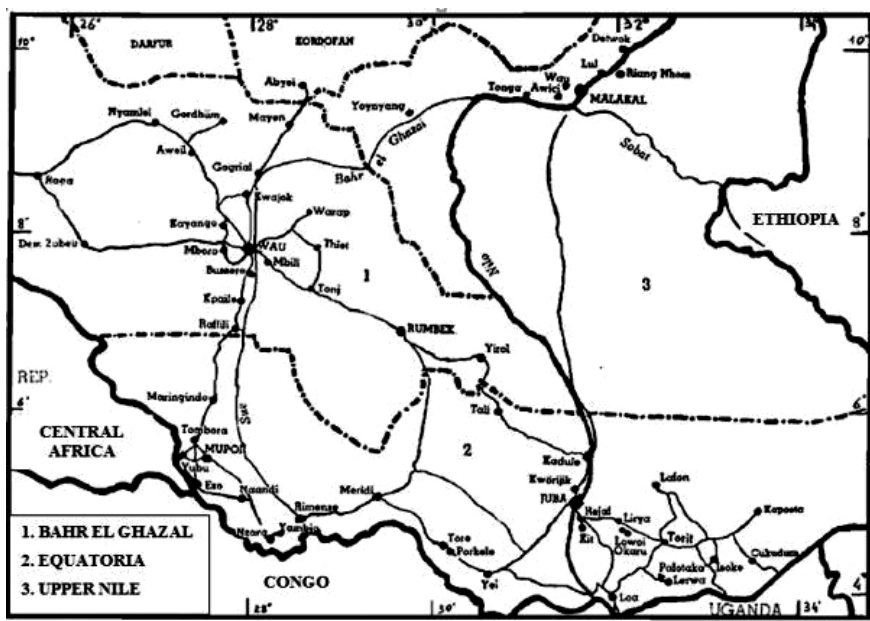 26°
28°
30°
32°
10°
10°
DARFUR
KORDOFAN
Detwok
Lul
Abyei
Wau
Riang Nhom
Tonga
Awici
MALAKAL
Yoynyang
Nyamlel
Gordhim
Mayen
Aweil
Ghazal
el
Bahr
Sobat
Gogrial
Raga
Kwajok
Warap
ETHIOPIA
8°
8°
Kayango
Dem Zubeir
WAU
Thiet
Mboro
Mbili
Bussere
1
Nile
3
Tonj
Kpaile
Raffili
RUMBEK
Yirol
REP.
6°
6°
Maringindo
Sue
Tali
Tombora
CENTRAL
AFRICA
MUPOI
2
Yubu
Kadule
Ezo
Naandi
Meridi
Kworijik
Lafon
JUBA
Rimenze
Rejaf
Lirya
Kapoeta
1. BAHR EL GHAZAL
Nzara
Yambio
Kit
Lowoi
Torit
Tore
Okaru
2. EQUATORIA
Porkele
Palotaka
Isoke
Cukudum
3. UPPER NILE
CONGO
Yei
Lerwa
4°
4°
Loa
28°
30°
UGANDA
34°